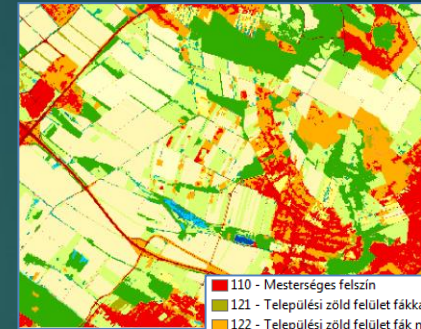 110 - Mesterséges felszín
121 - Települési zöld felület fákka
122 - Települési zöld felület fák n